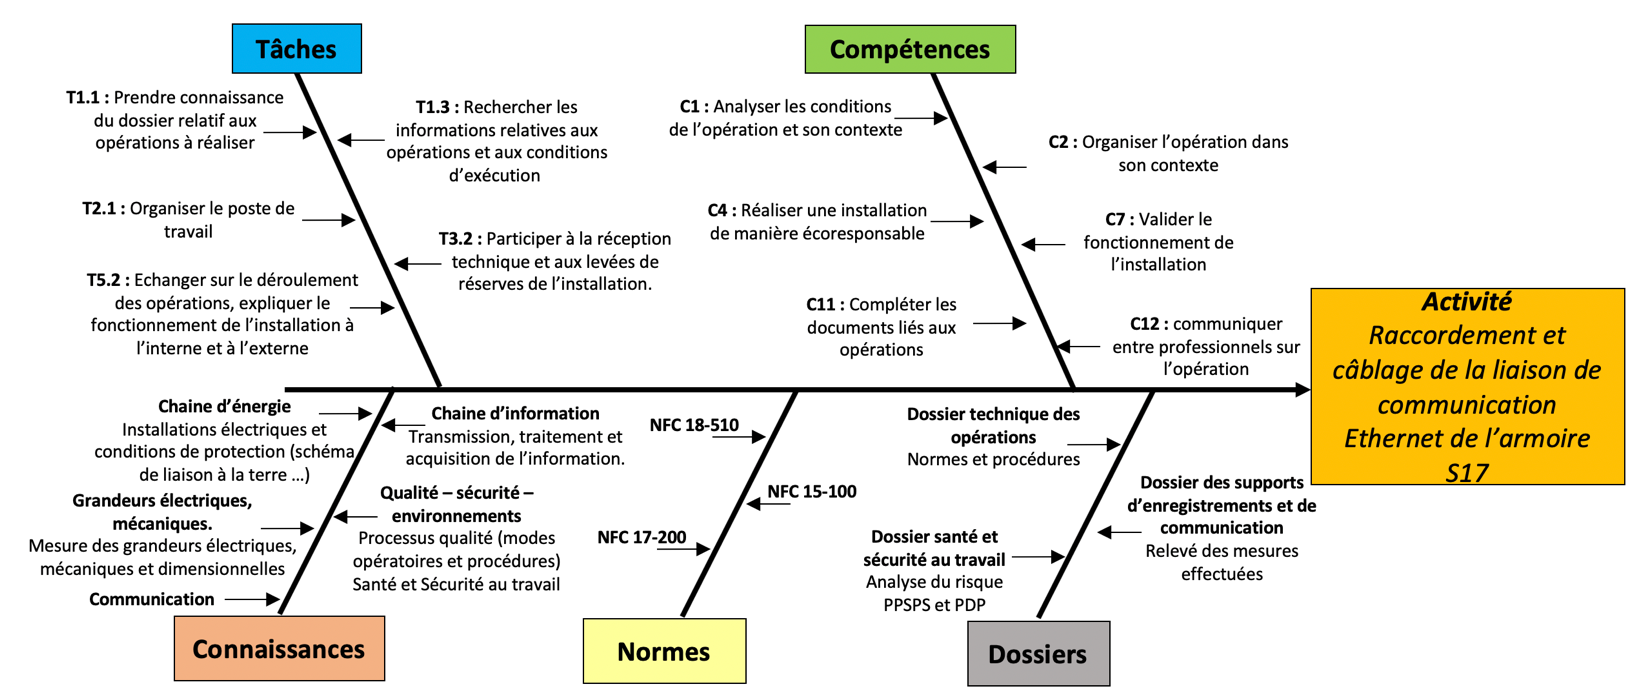 Tâches
T1.1 : Prendre connaissance
du dossier relatif aux
opérations à réaliser
T1.3 : Rechercher les
informations relatives aux
opérations et aux conditions
d'exécution
T2.1 : Organiser le poste de
travail
T3.2 : Participer à la réception
technique et aux levées de
réserves de l'installation.
T5.2 : Echanger sur le déroulement
des opérations, expliquer le
fonctionnement de l'installation à
l'interne et à l'externe
Compétences
C1 : Analyser les conditions
de l'opération et son contexte
C2 : Organiser l'opération dans
son contexte
C4 : Réaliser une installation
de manière écoresponsable
C7 : Valider le
fonctionnement de
l'installation
C11 : Compléter les
documents liés aux
opérations
C12 : communiquer
entre professionnels sur
l'opération
Activité
Raccordement et
câblage de la liaison de
communication
Ethernet de l'armoire
S17
Chaine d'énergie
Installations électriques et
conditions de protection (schéma
de liaison à la terre ...)
Chaine d'information
Transmission, traitement et
acquisition de l'information.
Grandeurs électriques,
mécaniques.
Mesure des grandeurs électriques,
mécaniques et dimensionnelles
Qualité – sécurité –
environnements
Processus qualité (modes
opératoires et procédures)
Santé et Sécurité au travail
Communication
Connaissances
NFC 18-510
NFC 15-100
NFC 17-200
Normes
Dossier technique des
opérations
Normes et procédures
Dossier des supports
d'enregistrements et de
communication
Relevé des mesures
effectuées
Dossier santé et
sécurité au travail
Analyse du risque
PPSPS et PDP
Dossiers